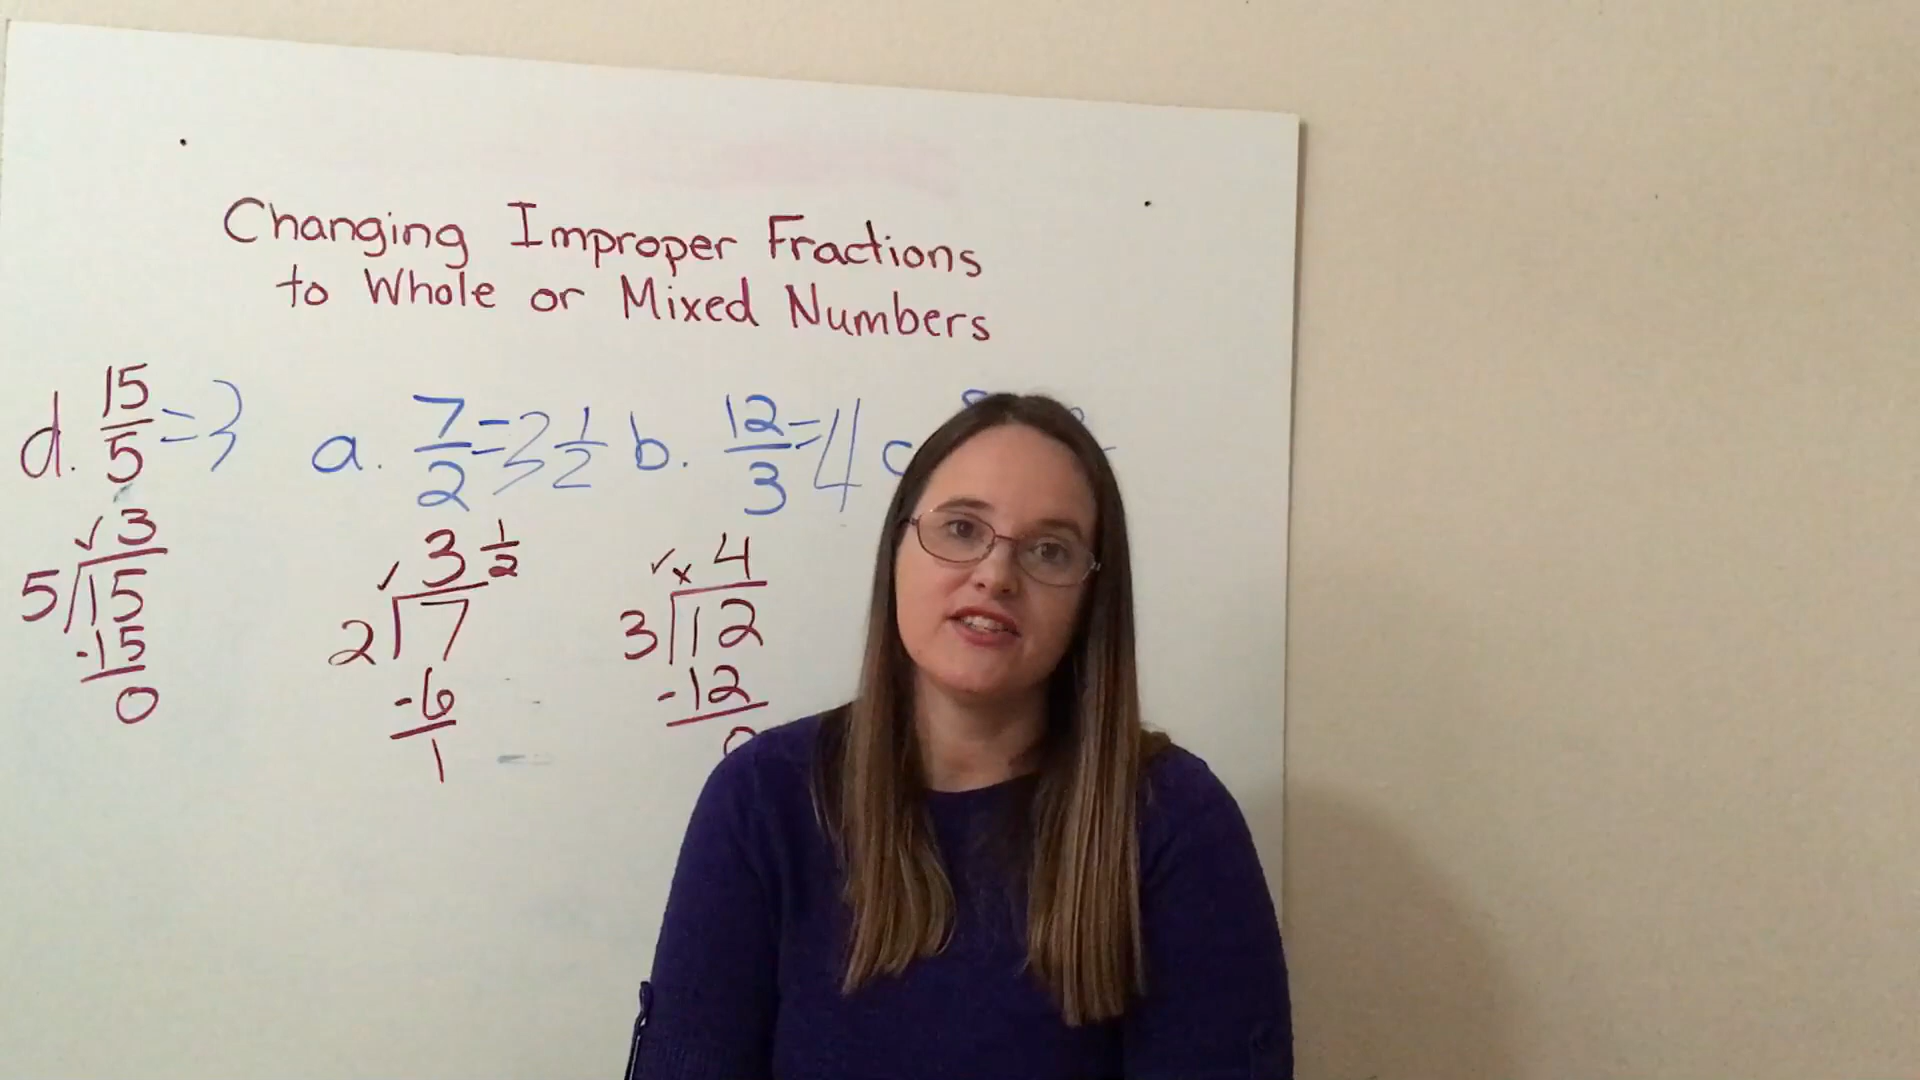 Changing Improper Fractions
to Whole or Mixed Numbers
d. 15/5 = 3 a. 7/2 = 3 1/2 b. 12/3 = 4 c
✓ 3
5 15
-15
0
✓ 3 1/2
2 7
-6
1
✓ x 4
3 12
-12
0